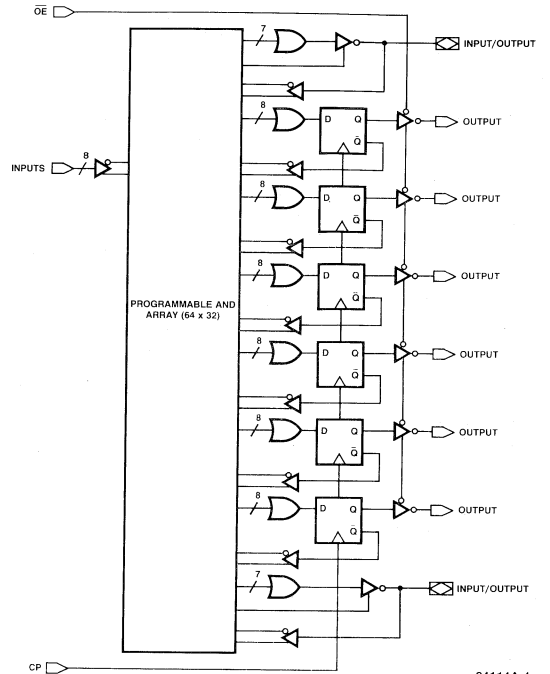 OE
7
INPUT/OUTPUT
8
D Q
OUTPUT
Q
8
INPUTS
8
D Q
OUTPUT
Q
8
D Q
OUTPUT
Q
PROGRAMMABLE AND
ARRAY (64 x 32)
8
D Q
OUTPUT
Q
8
D Q
OUTPUT
Q
8
D Q
OUTPUT
Q
7
INPUT/OUTPUT
CP